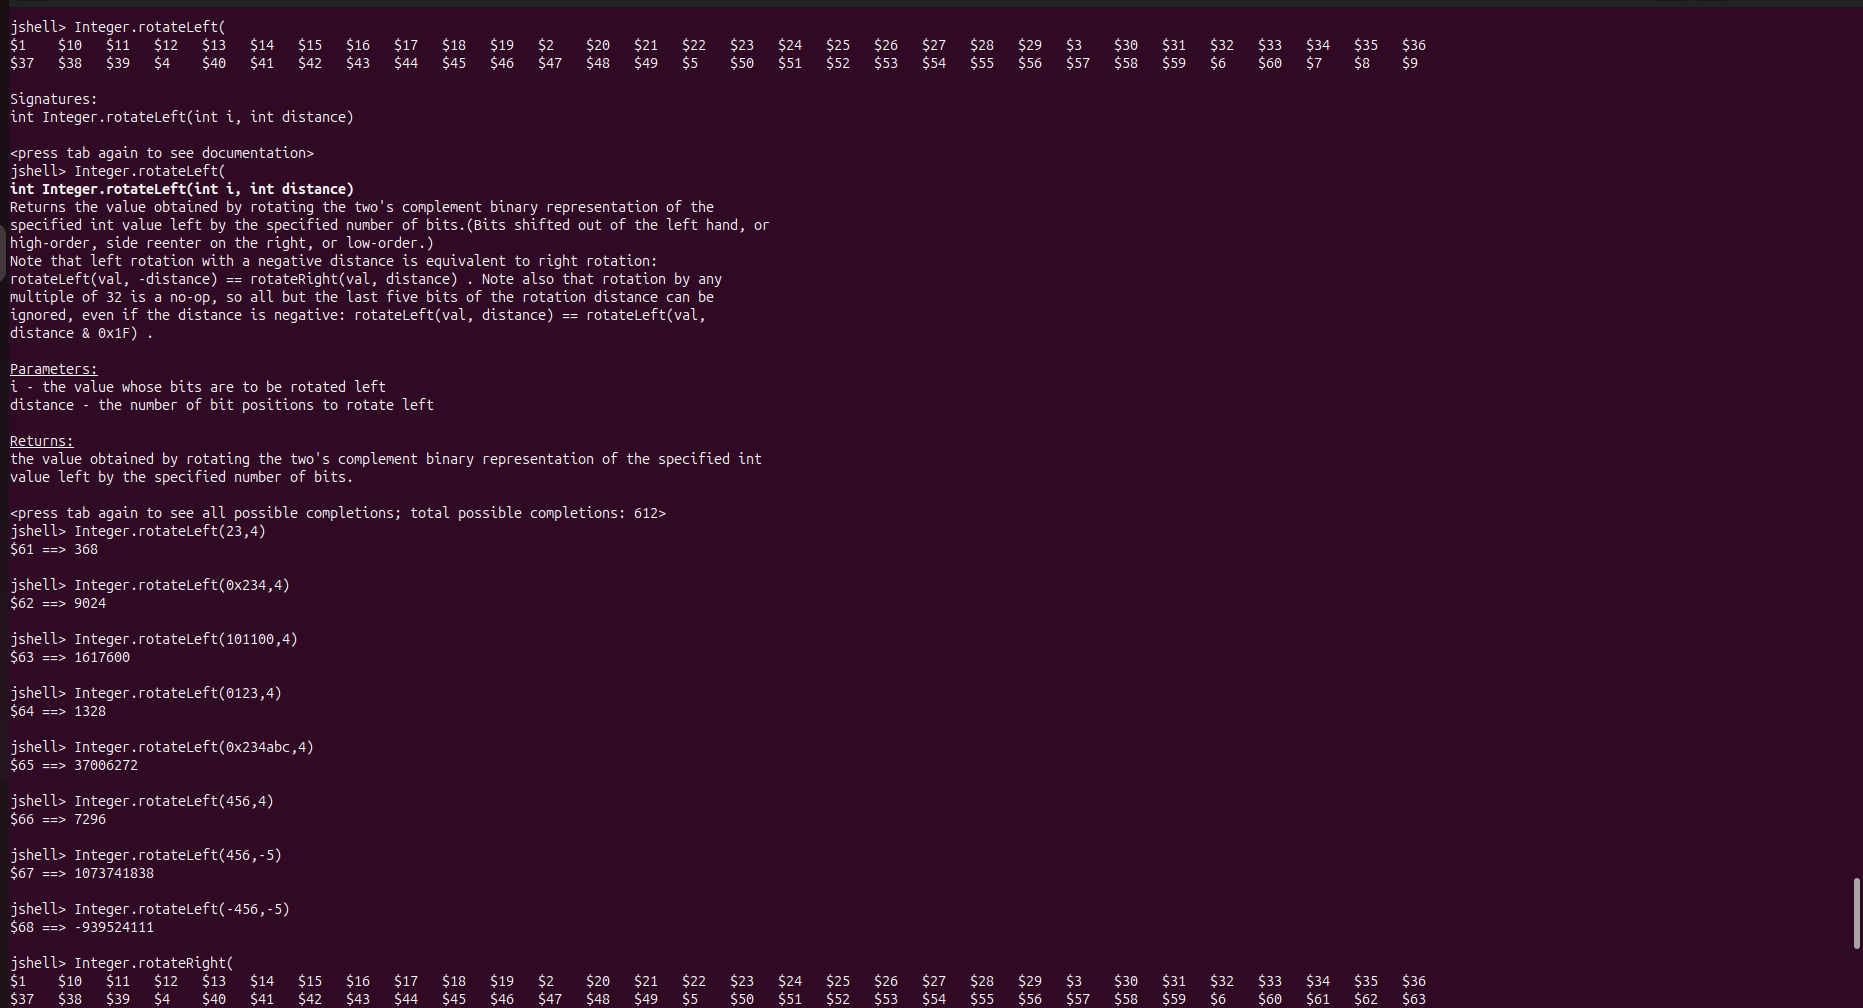 jshell> Integer.rotateLeft(
$1 $10 $11 $12 $13 $14 $15 $16 $17 $18 $19 $2 $20 $21 $22 $23 $24 $25 $26 $27 $28 $29 $3 $30 $31 $32 $33 $34 $35 $36
$37 $38 $39 $4 $40 $41 $42 $43 $44 $45 $46 $47 $48 $49 $5 $50 $51 $52 $53 $54 $55 $56 $57 $58 $59 $6 $60 $7 $8 $9
Signatures:
int Integer.rotateLeft(int i, int distance)
<press tab again to see documentation>
jshell> Integer.rotateLeft(
int Integer.rotateLeft(int i, int distance)
Returns the value obtained by rotating the two's complement binary representation of the
specified int value left by the specified number of bits.(Bits shifted out of the left hand, or
high-order, side reenter on the right, or low-order.)
Note that left rotation with a negative distance is equivalent to right rotation:
rotateLeft(val, -distance) == rotateRight(val, distance) . Note also that rotation by any
multiple of 32 is a no-op, so all but the last five bits of the rotation distance can be
ignored, even if the distance is negative: rotateLeft(val, distance) == rotateLeft(val,
distance & 0x1F) .
Parameters:
i - the value whose bits are to be rotated left
distance - the number of bit positions to rotate left
Returns:
the value obtained by rotating the two's complement binary representation of the specified int
value left by the specified number of bits.
<press tab again to see all possible completions; total possible completions: 612>
jshell> Integer.rotateLeft(23,4)
$61 ==> 368
jshell> Integer.rotateLeft(0x234,4)
$62 ==> 9024
jshell> Integer.rotateLeft(101100,4)
$63 ==> 1617600
jshell> Integer.rotateLeft(0123,4)
$64 ==> 1328
jshell> Integer.rotateLeft(0x234abc,4)
$65 ==> 37006272
jshell> Integer.rotateLeft(456,4)
$66 ==> 7296
jshell> Integer.rotateLeft(456,-5)
$67 ==> 1073741838
jshell> Integer.rotateLeft(-456,-5)
$68 ==> -939524111
jshell> Integer.rotateRight(
$1 $10 $11 $12 $13 $14 $15 $16 $17 $18 $19 $2 $20 $21 $22 $23 $24 $25 $26 $27 $28 $29 $3 $30 $31 $32 $33 $34 $35 $36
$37 $38 $39 $4 $40 $41 $42 $43 $44 $45 $46 $47 $48 $49 $5 $50 $51 $52 $53 $54 $55 $56 $57 $58 $59 $6 $60 $61 $62 $63